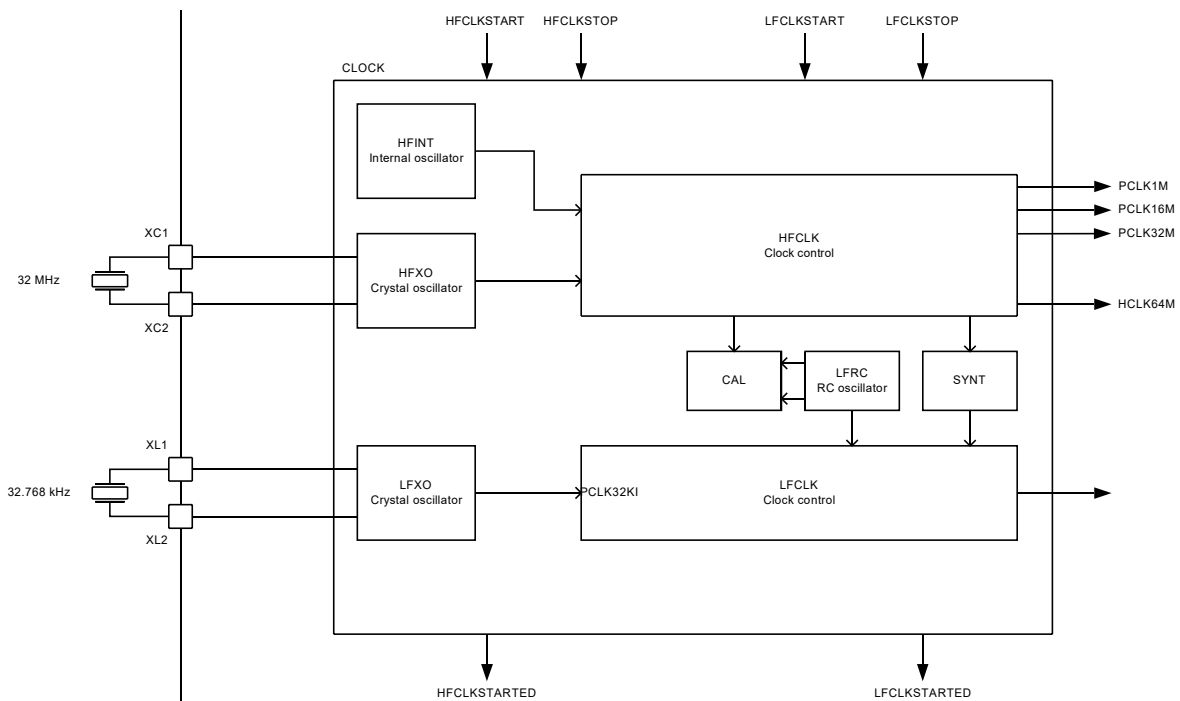 HFCLKSTART
HFCLKSTOP
LFCLKSTART
LFCLKSTOP
CLOCK
HFINT
Internal oscillator
PCLK1M
PCLK16M
PCLK32M
HFCLK
Clock control
XC1
32 MHz
HFXO
Crystal oscillator
XC2
HCLK64M
CAL
LFRC
RC oscillator
SYNT
XL1
32.768 kHz
LFXO
Crystal oscillator
PCLK32KI
LFCLK
Clock control
XL2
HFCLKSTARTED
LFCLKSTARTED